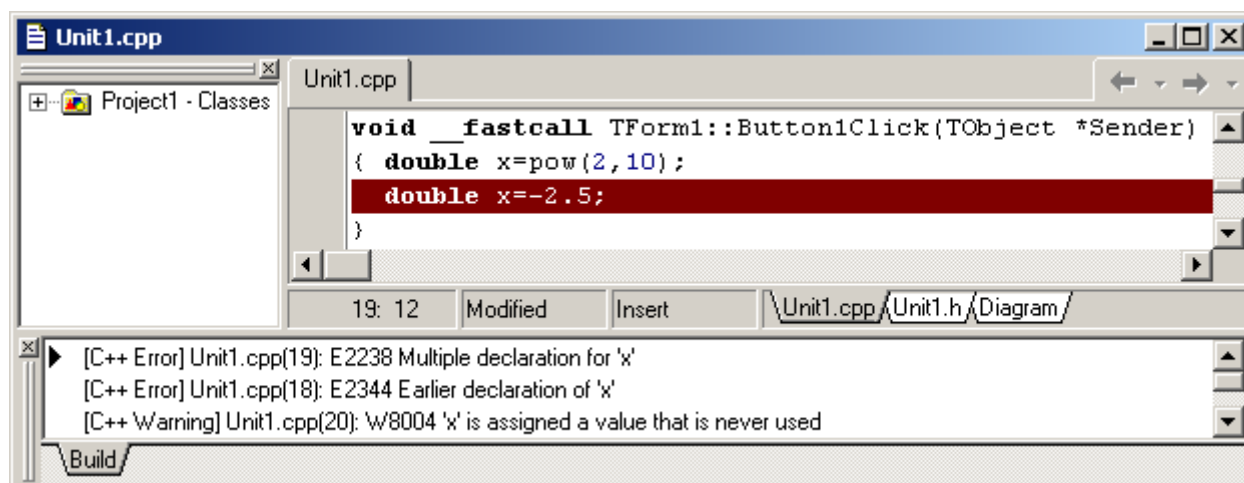 Unit1.cpp
Project1 - Classes
Unit1.cpp
void __fastcall TForm1::Button1Click(TObject *Sender)
{ double x=pow(2,10);
double x=-2.5;
}
19: 12 Modified Insert Unit1.cpp Unit1.h Diagram
[C++ Error] Unit1.cpp(19): E2238 Multiple declaration for 'x'
[C++ Error] Unit1.cpp(18): E2344 Earlier declaration of 'x'
[C++ Warning] Unit1.cpp(20): W8004 'x' is assigned a value that is never used
Build